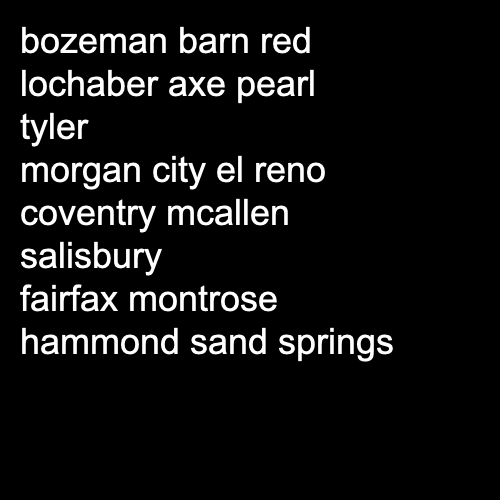 bozeman barn red
lochaber axe pearl
tyler
morgan city el reno
coventry mcallen
salisbury
fairfax montrose
hammond sand springs